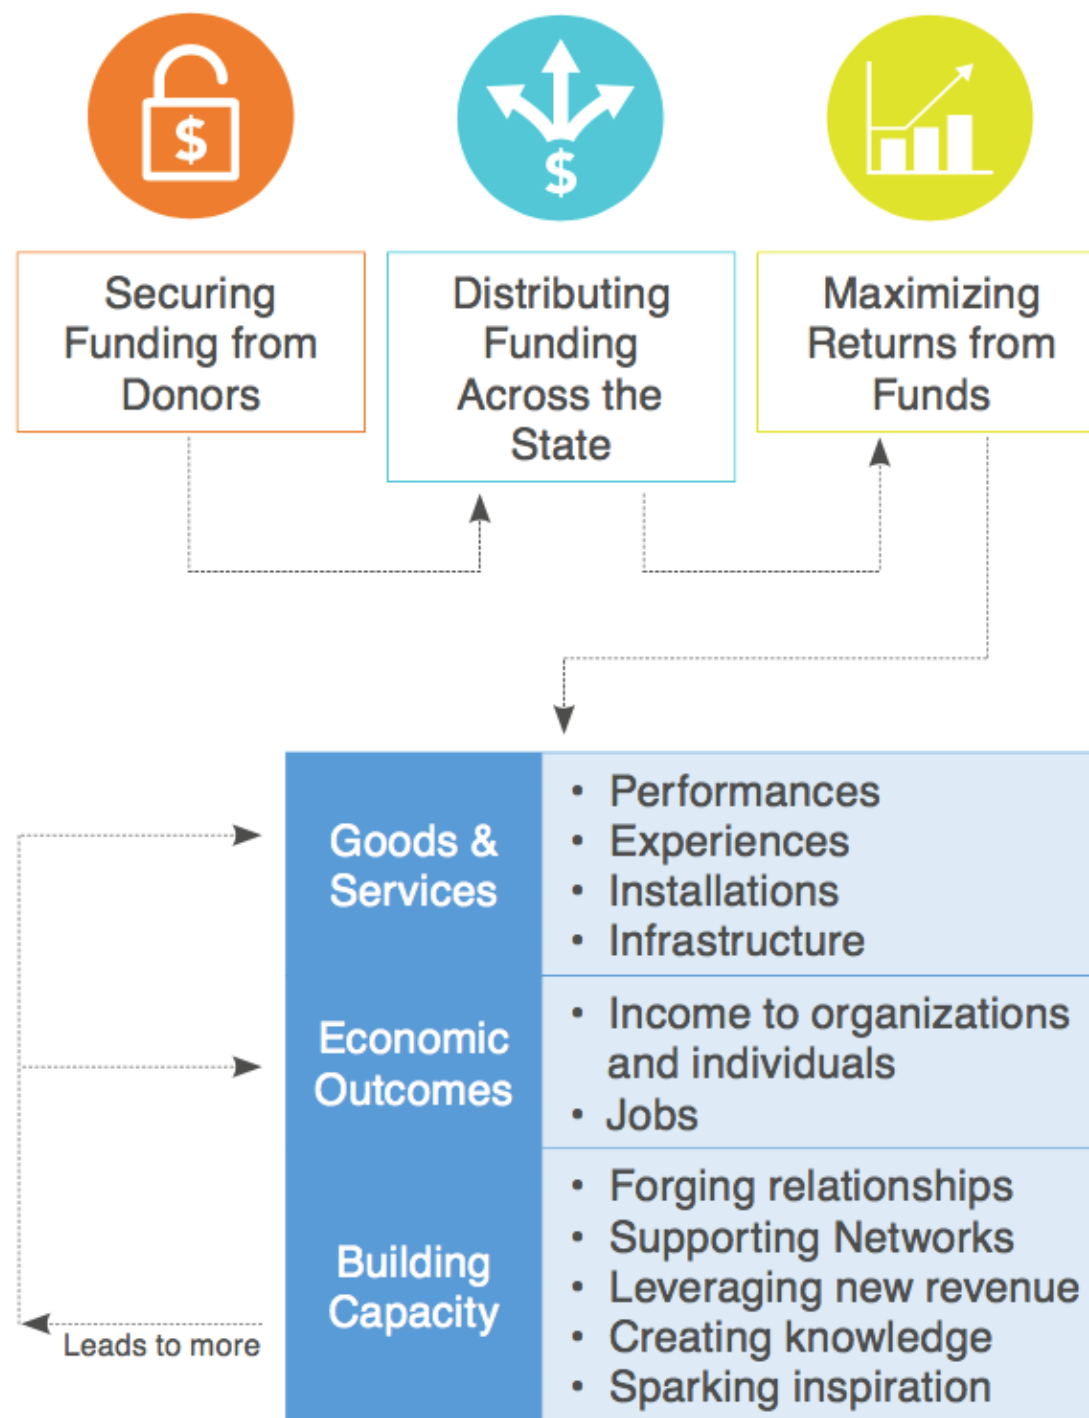 $
$
Securing
Funding from
Donors
Distributing
Funding
Across the
State
Maximizing
Returns from
Funds
Goods &
Services
• Performances
• Experiences
• Installations
• Infrastructure
Economic
Outcomes
• Income to organizations
and individuals
• Jobs
Building
Capacity
• Forging relationships
• Supporting Networks
• Leveraging new revenue
• Creating knowledge
• Sparking inspiration
Leads to more